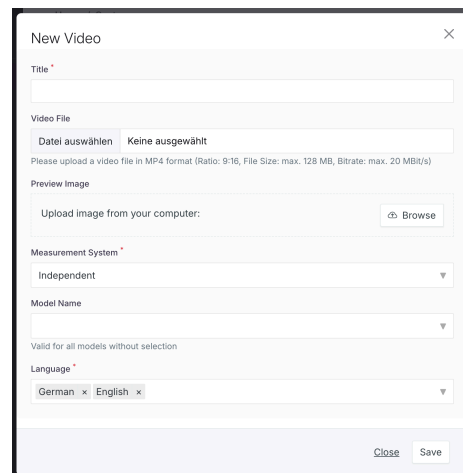 New Video
Title *
Video File
Datei auswählen Keine ausgewählt
Please upload a video file in MP4 format (Ratio: 9:16, File Size: max. 128 MB, Bitrate: max. 20 MBit/s)
Preview Image
Upload image from your computer: Browse
Measurement System *
Independent
Model Name
Valid for all models without selection
Language *
German × English ×
Close Save